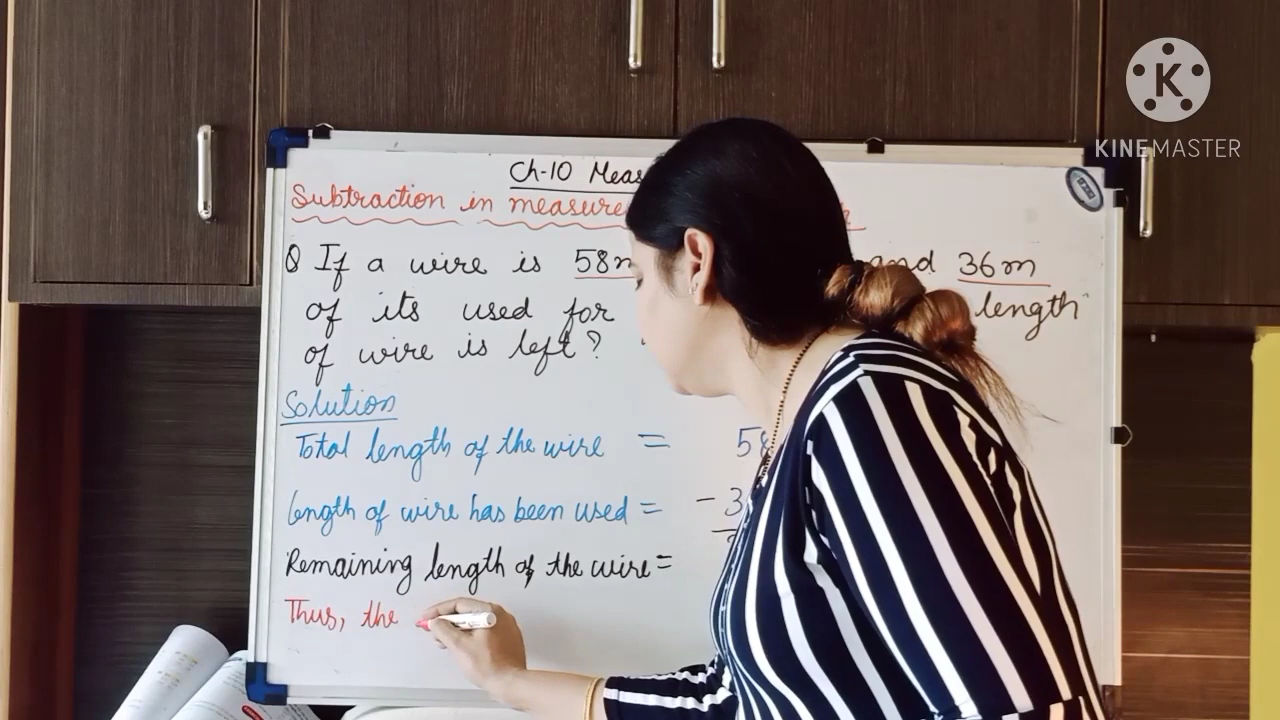 KINEMASTER
Ch-10 Meas
Subtraction in measure
Q If a wire is 58m and 36m
of its used for length
of wire is left?
Solution
Total length of the wire = 58
length of wire has been used = - 3
Remaining length of the wire =
Thus, the